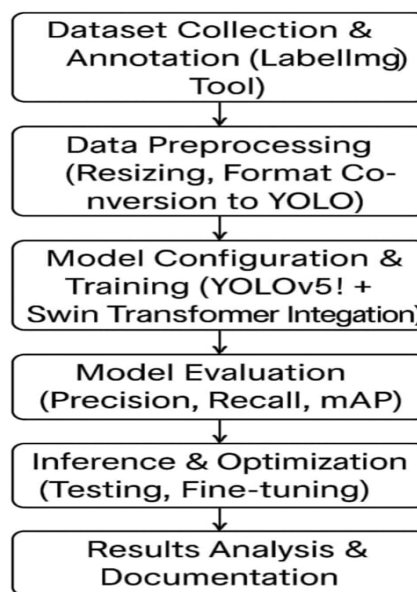 Dataset Collection &
Annotation (LabelImg)
Tool)
Data Preprocessing
(Resizing, Format Co-
nversion to YOLO)
Model Configuration &
Training (YOLOv5! +
Swin Transformer Integation)
Model Evaluation
(Precision, Recall, mAP)
Inference & Optimization
(Testing, Fine-tuning)
Results Analysis &
Documentation